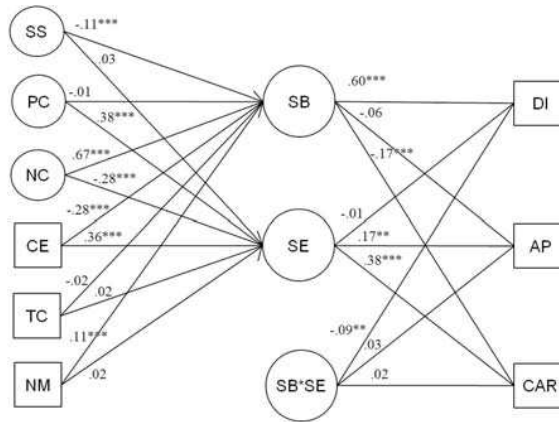 SS
-.11***
.03
PC
-.01
.38***
NC
.67***
-.28***
CE
-.28***
.36***
TC
-.02
.02
NM
.11***
.02
SB
.60***
-.06
-.17***
SE
-.01
.17**
.38***
SB*SE
-.09**
.03
.02
DI
AP
CAR